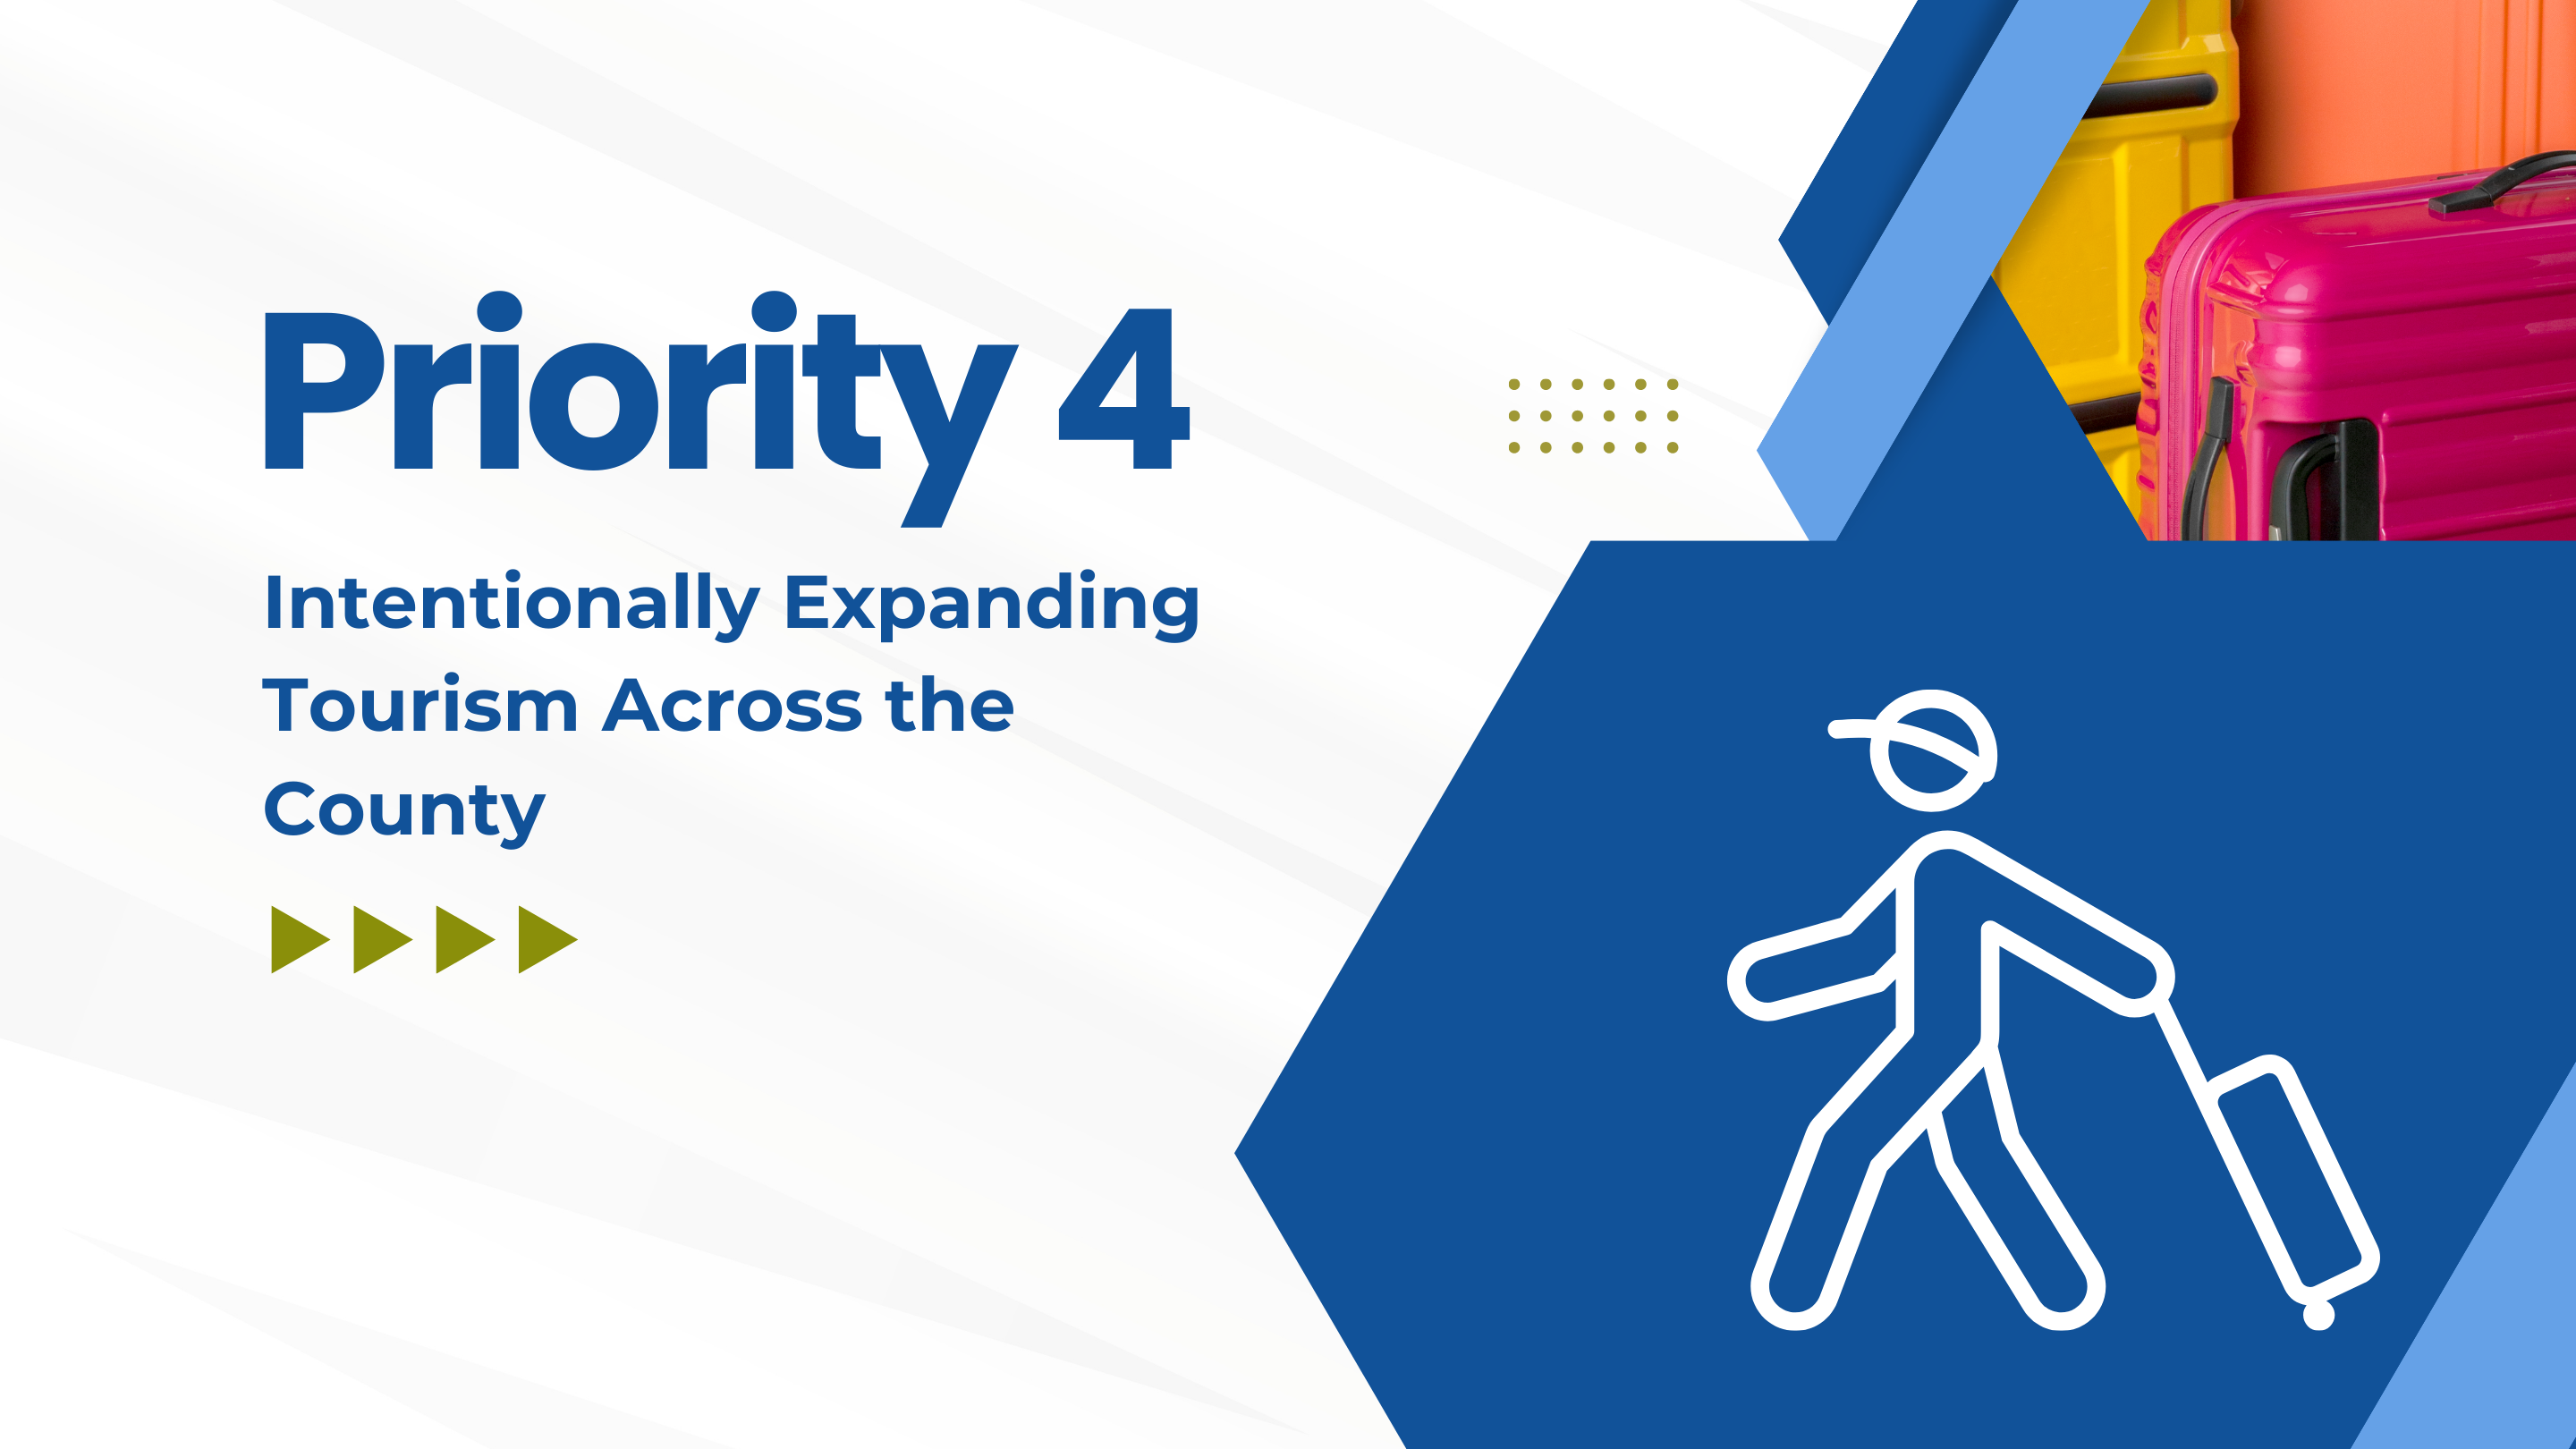 Priority 4
Intentionally Expanding
Tourism Across the
County